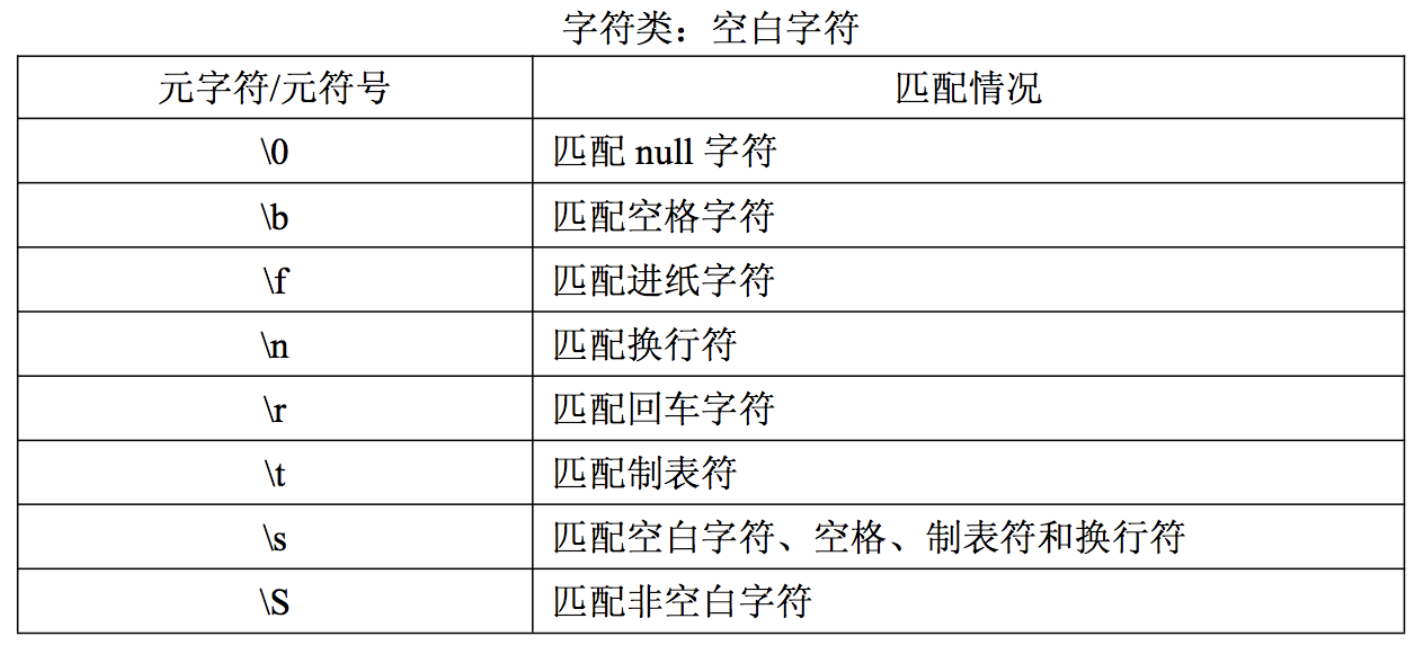 字符类：空白字符
元字符/元符号 匹配情况
\0 匹配 null 字符
\b 匹配空格字符
\f 匹配进纸字符
\n 匹配换行符
\r 匹配回车字符
\t 匹配制表符
\s 匹配空白字符、空格、制表符和换行符
\S 匹配非空白字符